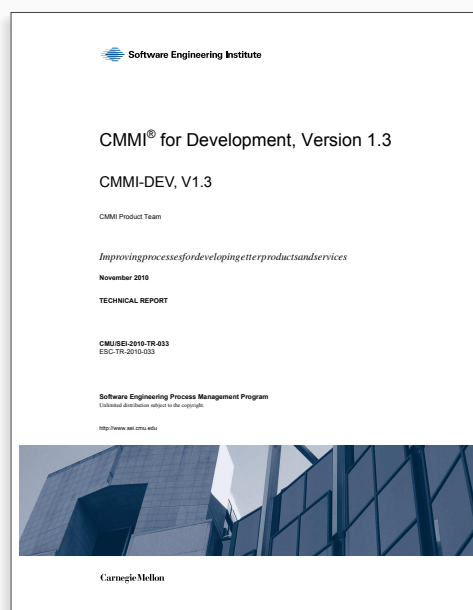 Software Engineering Institute
CMMI® for Development, Version 1.3
CMMI-DEV, V1.3
CMMI Product Team
Improvingprocessesfordevelopingetterproductsandservices
November 2010
TECHNICAL REPORT
CMU/SEI-2010-TR-033
ESC-TR-2010-033
Software Engineering Process Management Program
Unlimited distribution subject to the copyright.
http://www.sei.cmu.edu
CarnegieMellon